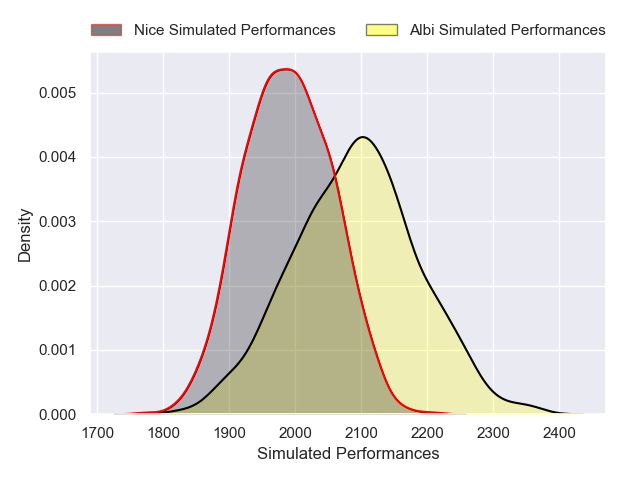 Nice Simulated Performances
Albi Simulated Performances
0.005
0.004
0.003
0.002
0.001
0.000
Density
1700 1800 1900 2000 2100 2200 2300 2400
Simulated Performances